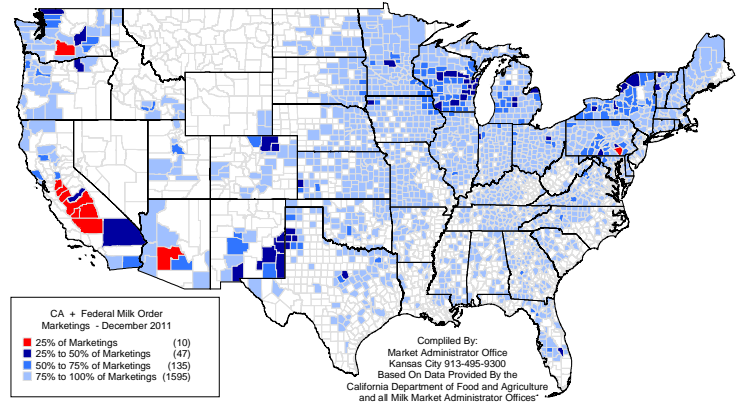 CA + Federal Milk Order
Marketings - December 2011
25% of Marketings (10)
25% to 50% of Marketings (47)
50% to 75% of Marketings (135)
75% to 100% of Marketings (1595)
Compliled By:
Market Administrator Office
Kansas City 913-495-9300
Based On Data Provided By the
California Department of Food and Agriculture
and all Milk Market Administrator Offices"